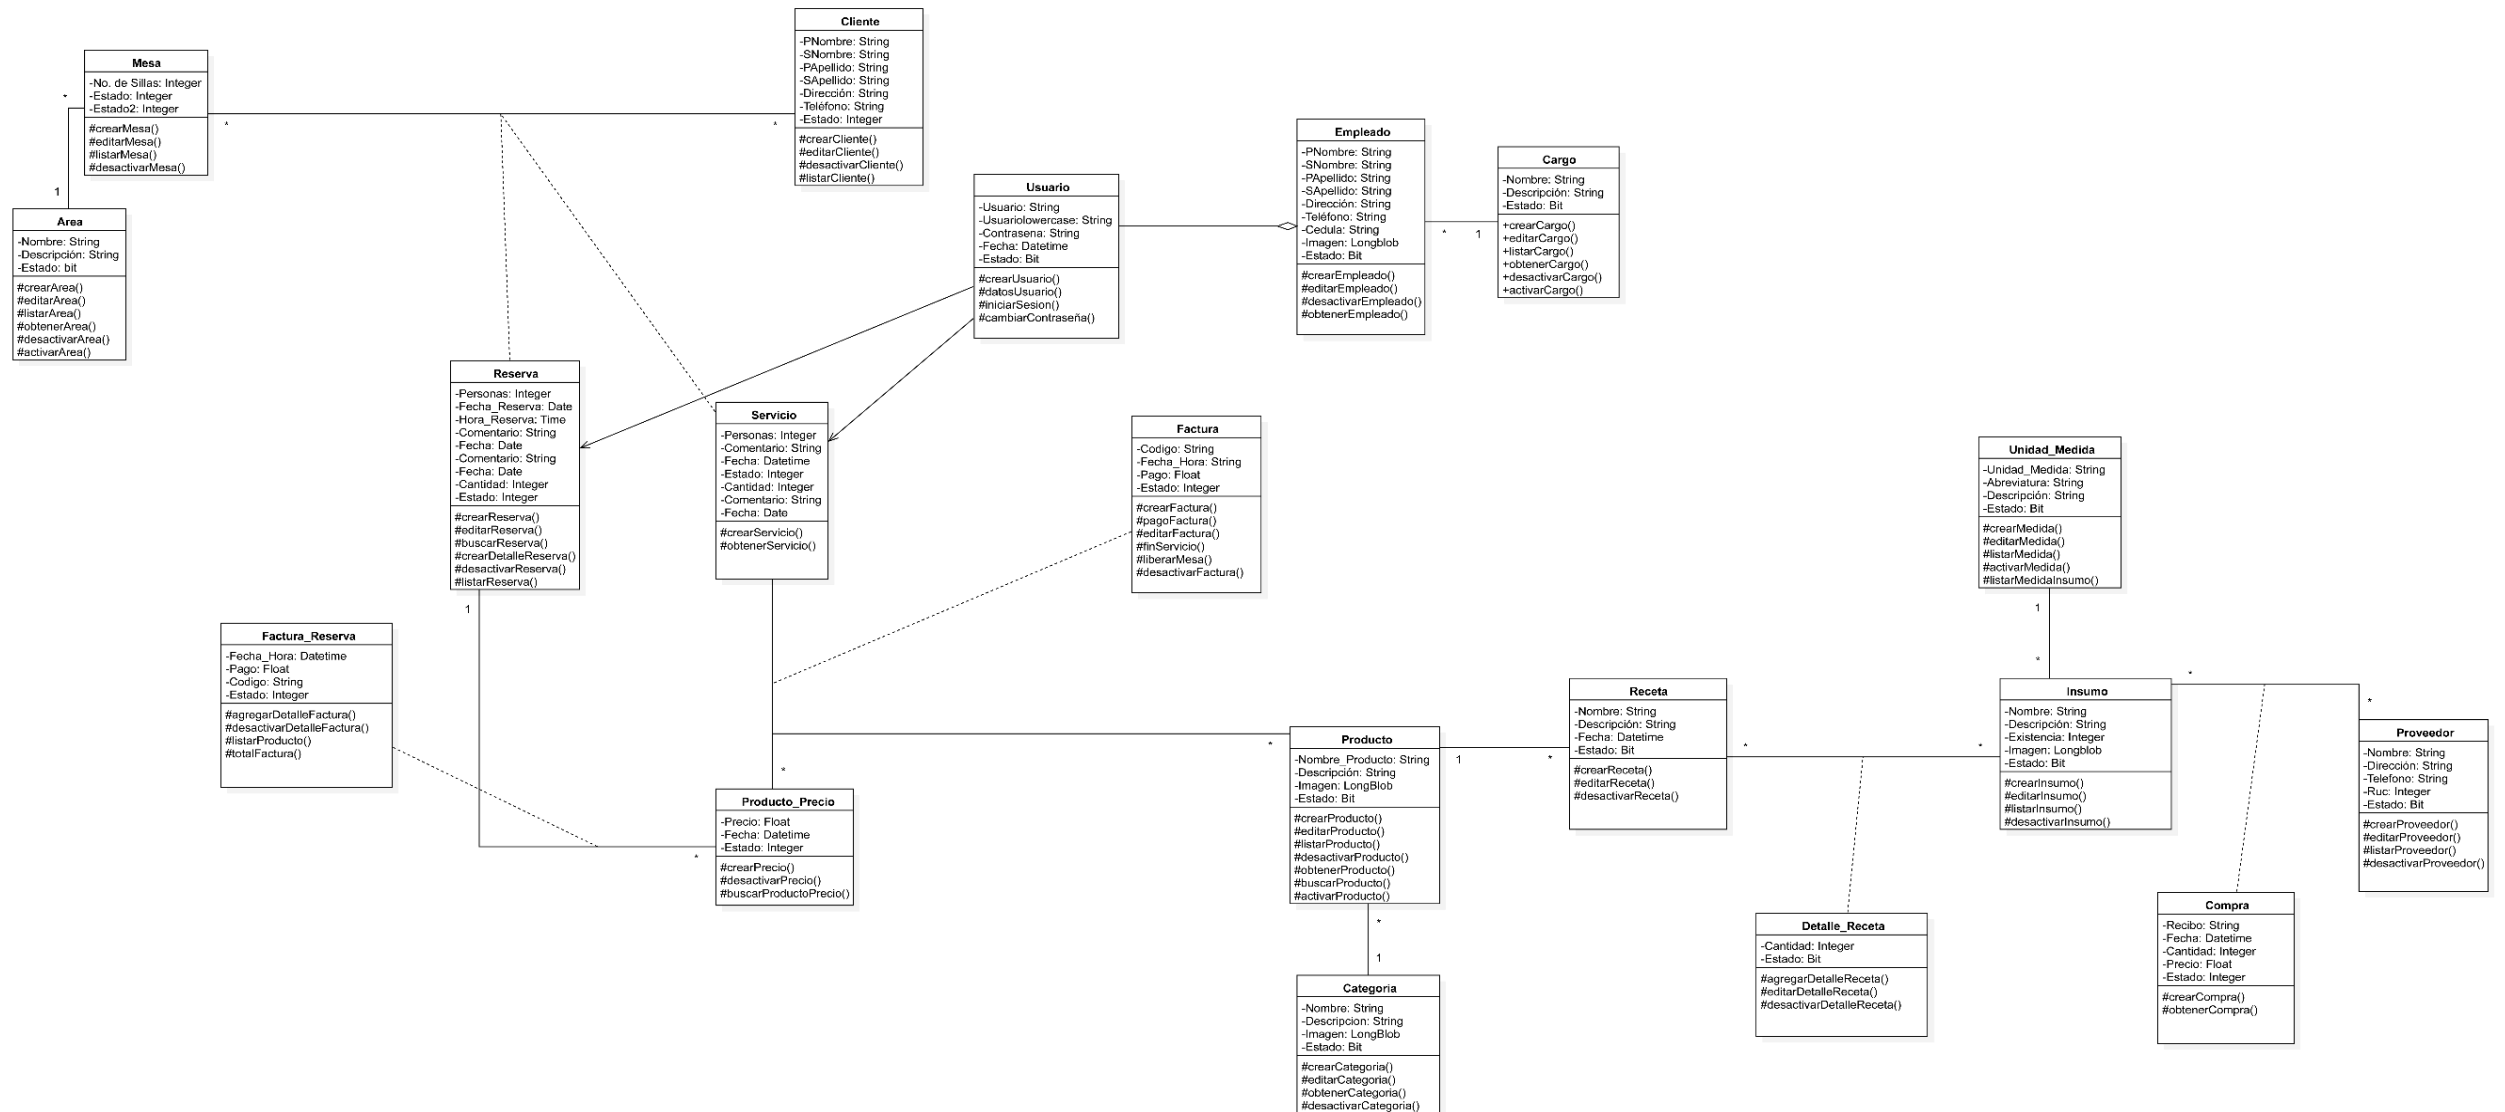 Cliente
-PNombre: String
-SNombre: String
-PApellido: String
-SApellido: String
-Dirección: String
-Teléfono: String
-Estado: Integer
#crearCliente()
#editarCliente()
#desactivarCliente()
#listarCliente()
Mesa
-No. de Sillas: Integer
-Estado: Integer
-Estado2: Integer
#crearMesa()
#editarMesa()
#listarMesa()
#desactivarMesa()
*
*
*
1
Area
-Nombre: String
-Descripción: String
-Estado: bit
#crearArea()
#editarArea()
#listarArea()
#obtenerArea()
#desactivarArea()
#activarArea()
Usuario
-Usuario: String
-Usuariolowercase: String
-Contrasena: String
-Fecha: Datetime
-Estado: Bit
#crearUsuario()
#datosUsuario()
#iniciarSesion()
#cambiarContraseña()
Empleado
-PNombre: String
-SNombre: String
-PApellido: String
-SApellido: String
-Dirección: String
-Teléfono: String
-Cedula: String
-Imagen: Longblob
-Estado: Bit
#crearEmpleado()
#editarEmpleado()
#desactivarEmpleado()
#obtenerEmpleado()
*
1
Cargo
-Nombre: String
-Descripción: String
-Estado: Bit
+crearCargo()
+editarCargo()
+listarCargo()
+obtenerCargo()
+desactivarCargo()
+activarCargo()
Reserva
-Personas: Integer
-Fecha_Reserva: Date
-Hora_Reserva: Time
-Comentario: String
-Fecha: Date
-Comentario: String
-Fecha: Date
-Cantidad: Integer
-Estado: Integer
#crearReserva()
#editarReserva()
#buscarReserva()
#crearDetalleReserva()
#desactivarReserva()
#listarReserva()
1
Servicio
-Personas: Integer
-Comentario: String
-Fecha: Datetime
-Estado: Integer
-Cantidad: Integer
-Comentario: String
-Fecha: Date
#crearServicio()
#obtenerServicio()
Factura
-Codigo: String
-Fecha_Hora: String
-Pago: Float
-Estado: Integer
#crearFactura()
#pagoFactura()
#editarFactura()
#finServicio()
#liberarMesa()
#desactivarFactura()
Unidad_Medida
-Unidad_Medida: String
-Abreviatura: String
-Descripción: String
-Estado: Bit
#crearMedida()
#editarMedida()
#listarMedida()
#activarMedida()
#listarMedidaInsumo()
1
*
Factura_Reserva
-Fecha_Hora: Datetime
-Pago: Float
-Codigo: String
-Estado: Integer
#agregarDetalleFactura()
#desactivarDetalleFactura()
#listarProducto()
#totalFactura()
*
*
Producto_Precio
-Precio: Float
-Fecha: Datetime
-Estado: Integer
#crearPrecio()
#desactivarPrecio()
#buscarProductoPrecio()
*
Producto
-Nombre_Producto: String
-Descripción: String
-Imagen: LongBlob
-Estado: Bit
#crearProducto()
#editarProducto()
#listarProducto()
#desactivarProducto()
#obtenerProducto()
#buscarProducto()
#activarProducto()
1
*
Receta
-Nombre: String
-Descripción: String
-Fecha: Datetime
-Estado: Bit
#crearReceta()
#editarReceta()
#desactivarReceta()
*
*
Insumo
-Nombre: String
-Descripción: String
-Existencia: Integer
-Imagen: Longblob
-Estado: Bit
#crearInsumo()
#editarInsumo()
#listarInsumo()
#desactivarInsumo()
*
*
Proveedor
-Nombre: String
-Dirección: String
-Telefono: String
-Ruc: Integer
-Estado: Bit
#crearProveedor()
#editarProveedor()
#listarProveedor()
#desactivarProveedor()
*
1
Categoria
-Nombre: String
-Descripcion: String
-Imagen: LongBlob
-Estado: Bit
#crearCategoria()
#editarCategoria()
#obtenerCategoria()
#desactivarCategoria()
Detalle_Receta
-Cantidad: Integer
-Estado: Bit
#agregarDetalleReceta()
#editarDetalleReceta()
#desactivarDetalleReceta()
Compra
-Recibo: String
-Fecha: Datetime
-Cantidad: Integer
-Precio: Float
-Estado: Integer
#crearCompra()
#obtenerCompra()